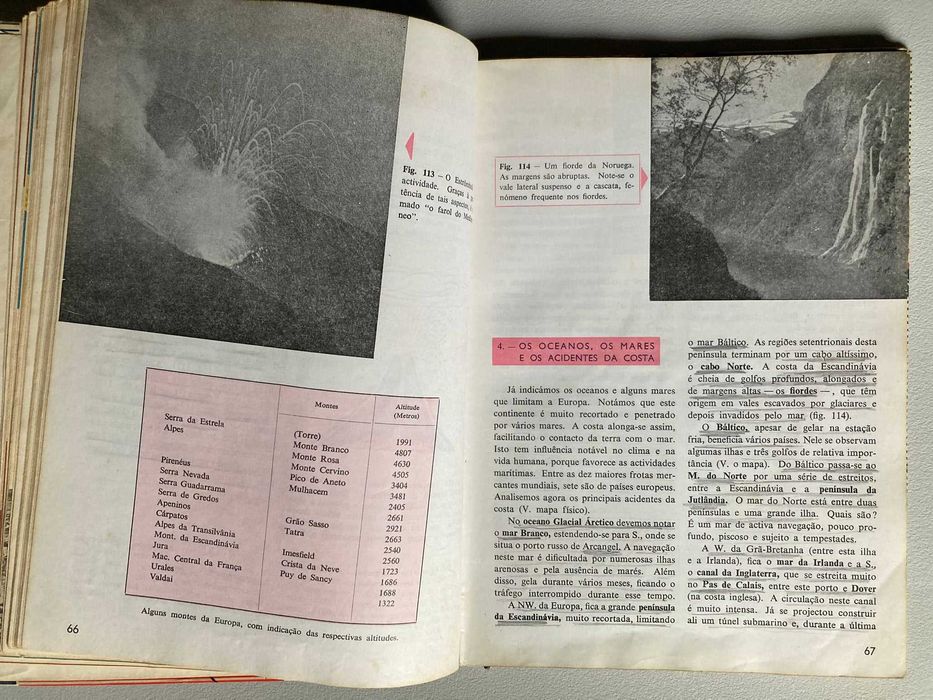 Fig. 113 — O
actividade. Graças à
tência de tais aspectos,
mado "o farol do
neo".
Montes Altitude
(Metros)
Serra da Estrela (Torre) 1991
Alpes Monte Branco 4807
Monte Rosa 4630
Monte Cervino 4505
Pirenéus Pico de Aneto 3404
Serra Nevada Mulhacem 3481
Serra Guadarrama 2405
Serra de Gredos 2661
Apeninos Grão Sasso 2921
Cárpatos Tatra 2663
Alpes da Transilvânia 2540
Mont. da Escandinávia Imesfield 2560
Jura Crista da Neve 1723
Mac. Central da França Puy de Sancy 1686
Urales 1688
Valdai 1322
Alguns montes da Europa, com indicação das respectivas altitudes.
66
Fig. 114 — Um fiorde da Noruega.
As margens são abruptas. Note-se o
vale lateral suspenso e a cascata, fe-
nómeno frequente nos fiordes.
4. — OS OCEANOS, OS MARES
E OS ACIDENTES DA COSTA
Já indicámos os oceanos e alguns mares
que limitam a Europa. Notámos que este
continente é muito recortado e penetrado
por vários mares. A costa alonga-se assim,
facilitando o contacto da terra com o mar.
Isto tem influência notável no clima e na
vida humana, porque favorece as actividades
marítimas. Entre as dez maiores frotas mer-
cantes mundiais, sete são de países europeus.
Analisemos agora os principais acidentes da
costa (V. mapa físico).
No oceano Glacial Árctico devemos notar
o mar Branco, estendendo-se para S., onde se
situa o porto russo de Arcangel. A navegação
neste mar é dificultada por numerosas ilhas
arenosas e pela ausência de marés. Além
disso, gela durante vários meses, ficando o
tráfego interrompido durante esse tempo.
A NW. da Europa, fica a grande península
da Escandinávia, muito recortada, limitando
o mar Báltico. As regiões setentrionais desta
península terminam por um cabo altíssimo,
o cabo Norte. A costa da Escandinávia
é cheia de golfos profundos, alongados e
de margens altas — os fiordes —, que têm
origem em vales escavados por glaciares e
depois invadidos pelo mar (fig. 114).
O Báltico, apesar de gelar na estação
fria, beneficia vários países. Nele se observam
algumas ilhas e três golfos de relativa impor-
tância (V. o mapa). Do Báltico passa-se ao
M. do Norte por uma série de estreitos,
entre a Escandinávia e a península da
Jutlândia. O mar do Norte está entre duas
penínsulas e uma grande ilha. Quais são?
É um mar de activa navegação, pouco pro-
fundo, piscoso e sujeito a tempestades.
A W. da Grã-Bretanha (entre esta ilha
e a Irlanda), fica o mar da Irlanda e a S.,
o canal da Inglaterra, que se estreita muito
no Pas de Calais, entre este porto e Dover
(na costa inglesa). A circulação neste canal
é muito intensa. Já se projectou construir
ali um túnel submarino e, durante a última
67